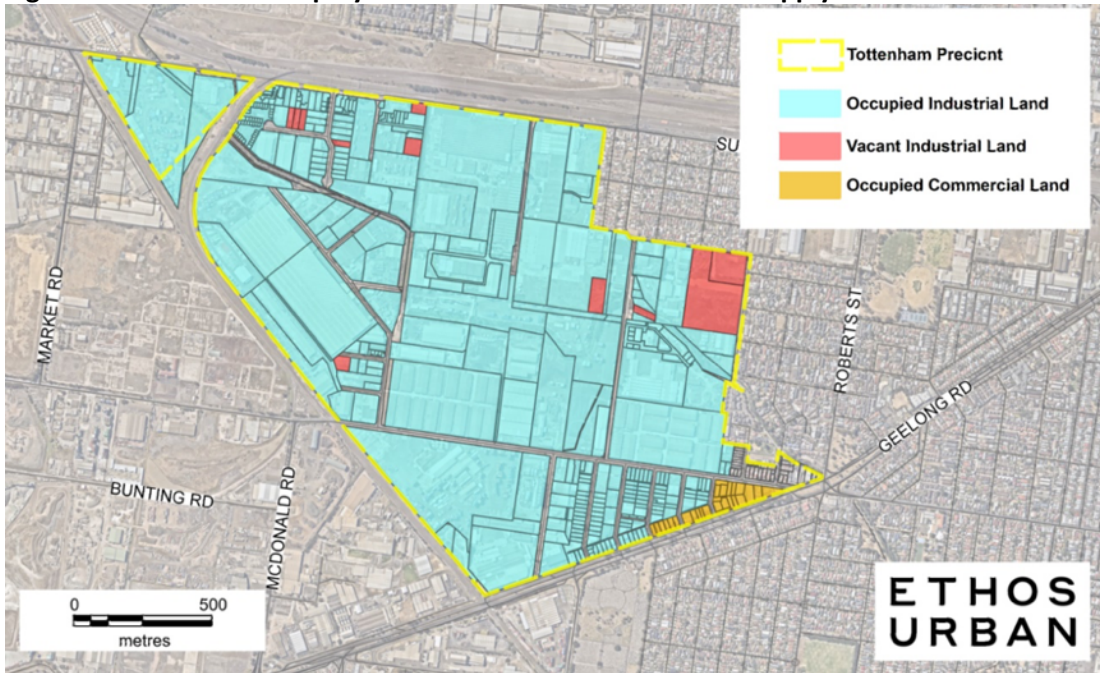 Tottenham Precicnt
Occupied Industrial Land
Vacant Industrial Land
Occupied Commercial Land
SU
MARKET RD
ROBERTS ST
GEELONG RD
BUNTING RD
MCDONALD RD
0 500
metres
ETHOS
URBAN